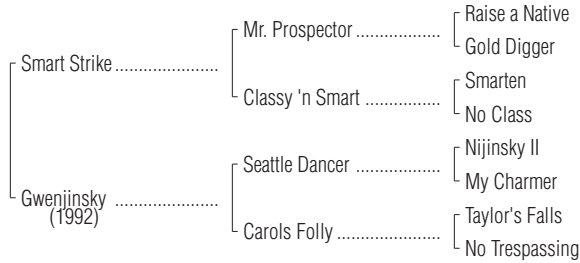 Raise a Native
Mr. Prospector ..................
Gold Digger
Smart Strike ......................
Smarten
Classy 'n Smart ................
No Class
Nijinsky II
Seattle Dancer ..................
My Charmer
Gwenjinsky ......................
(1992)
Taylor's Falls
Carols Folly ......................
No Trespassing